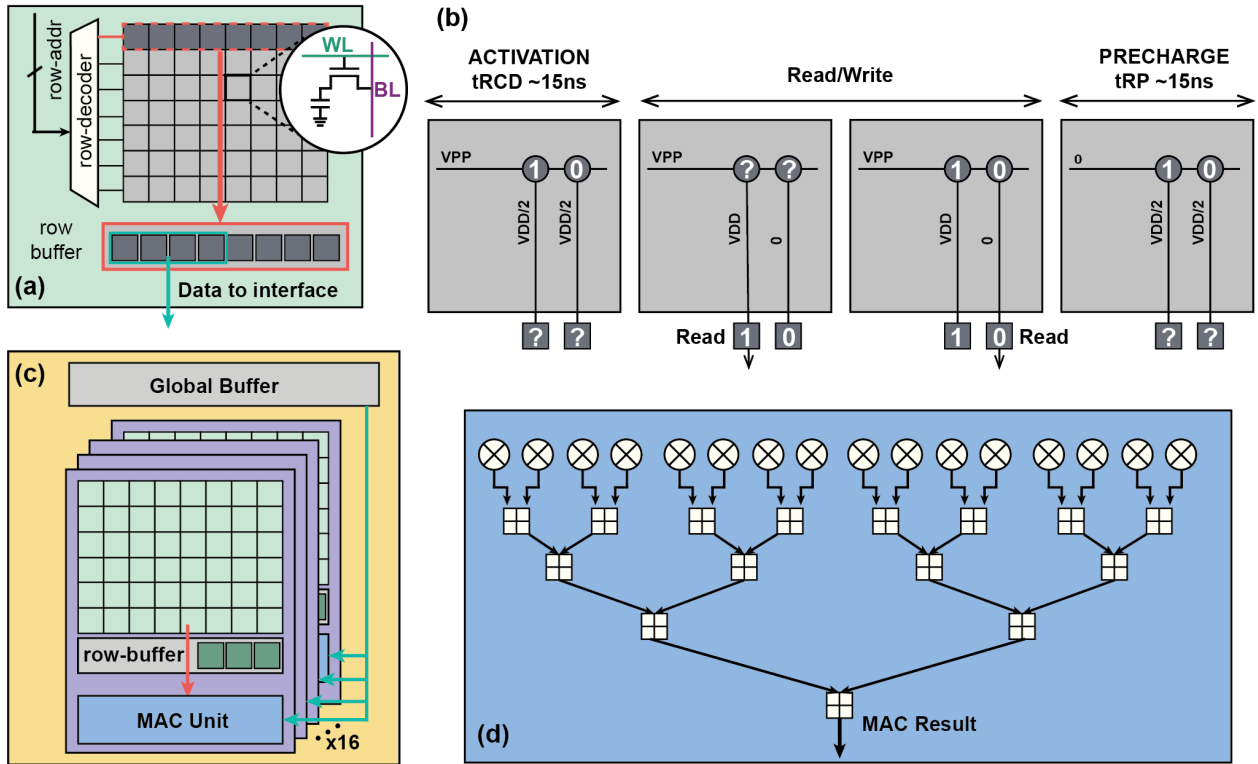 (a)
row-addr
row-decoder
WL
BL
row
buffer
Data to interface
(b)
ACTIVATION
tRCD ~15ns
Read/Write
PRECHARGE
tRP ~15ns
VPP
1 0
VDD/2 VDD/2
? ?
VPP
? ?
VDD 0
Read 1 0
VPP
1 0
VDD 0
1 0 Read
0
1 0
VDD/2 VDD/2
? ?
(c)
Global Buffer
row-buffer
MAC Unit
x16
(d)
MAC Result